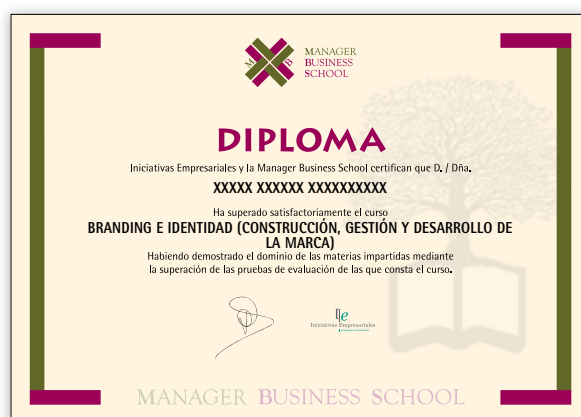 M B
MANAGER
BUSINESS
SCHOOL
DIPLOMA
Iniciativas Empresariales y la Manager Business School certifican que D. / Dña.
XXXXX XXXXXX XXXXXXXXXX
Ha superado satisfactoriamente el curso
BRANDING E IDENTIDAD (CONSTRUCCIÓN, GESTIÓN Y DESARROLLO DE
LA MARCA)
Habiendo demostrado el dominio de las materias impartidas mediante
la superación de las pruebas de evaluación de las que consta el curso.
Iniciativas Empresariales
MANAGER BUSINESS SCHOOL